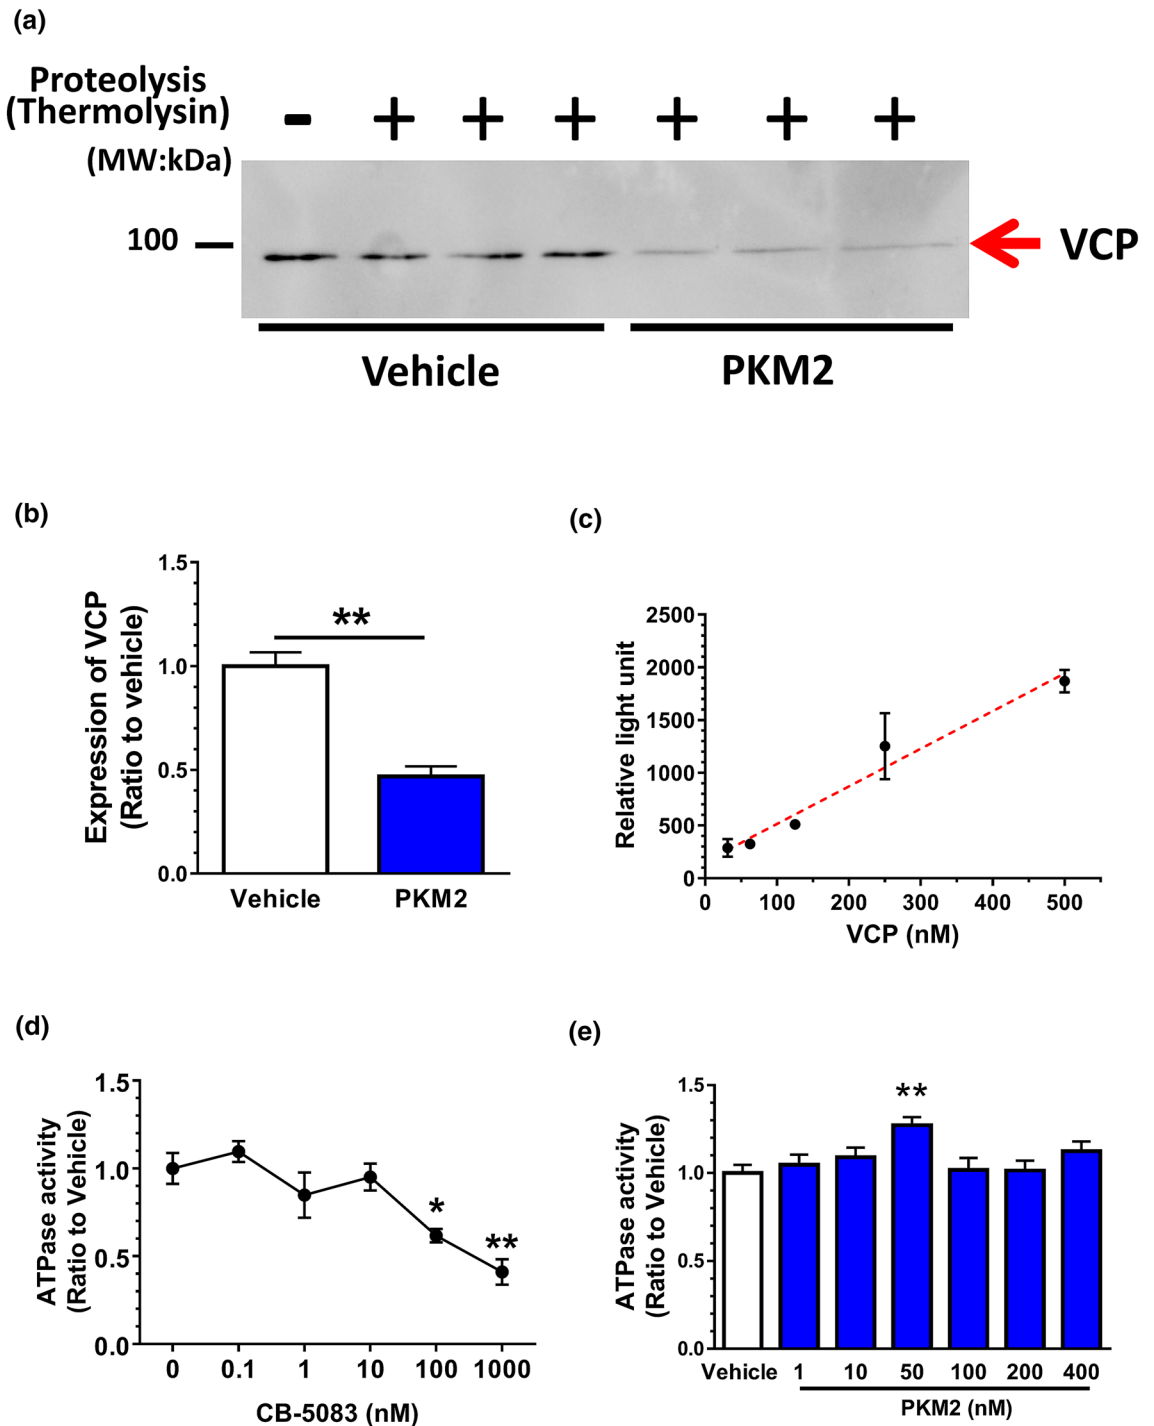 (a)
Proteolysis
(Thermolysin) - + + + + + +
(MW:kDa)
100
VCP
Vehicle PKM2
(b)
Expression of VCP
(Ratio to vehicle)
1.5
1.0
0.5
0.0
**
Vehicle PKM2
(c)
Relative light unit
2500
2000
1500
1000
500
0
0 100 200 300 400 500
VCP (nM)
(d)
ATPase activity
(Ratio to Vehicle)
1.5
1.0
0.5
0.0
*
**
0 0.1 1 10 100 1000
CB-5083 (nM)
(e)
ATPase activity
(Ratio to Vehicle)
1.5
1.0
0.5
0.0
**
Vehicle 1 10 50 100 200 400
PKM2 (nM)